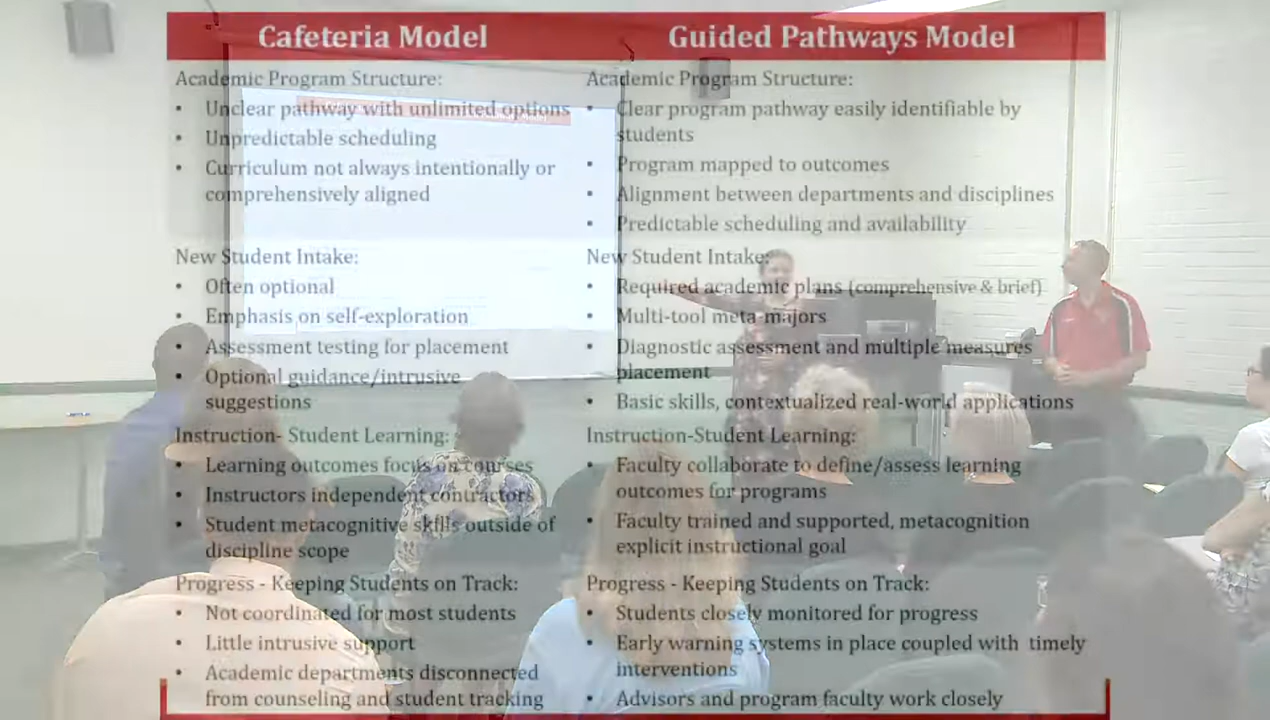 Cafeteria Model
Academic Program Structure:
• Unclear pathway with unlimited options
• Unpredictable scheduling
• Curriculum not always intentionally or
comprehensively aligned
New Student Intake:
• Often optional
• Emphasis on self-exploration
• Assessment testing for placement
• Optional guidance/intrusive
suggestions
Instruction- Student Learning:
• Learning outcomes focus on courses
• Instructors independent contractors
• Student metacognitive skills outside of
discipline scope
Progress - Keeping Students on Track:
• Not coordinated for most students
• Little intrusive support
• Academic departments disconnected
from counseling and student tracking
Guided Pathways Model
Academic Program Structure:
• Clear program pathway easily identifiable by
students
• Program mapped to outcomes
• Alignment between departments and disciplines
• Predictable scheduling and availability
New Student Intake:
• Required academic plans (comprehensive & brief)
• Multi-tool meta-majors
• Diagnostic assessment and multiple measures
placement
• Basic skills, contextualized real-world applications
Instruction-Student Learning:
• Faculty collaborate to define/assess learning
outcomes for programs
• Faculty trained and supported, metacognition
explicit instructional goal
Progress - Keeping Students on Track:
• Students closely monitored for progress
• Early warning systems in place coupled with timely
interventions
• Advisors and program faculty work closely